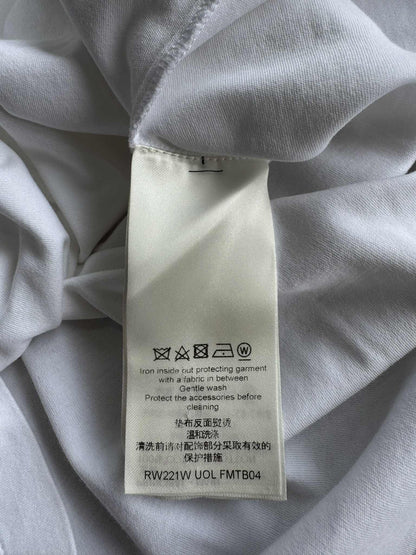 W
Iron inside out protecting garment
with a fabric in between
Gentle wash
Protect the accessories before
cleaning
垫布反面熨烫
温和洗涤
清洗前请对配饰部分采取有效的
保护措施
RW221W UOL FMTB04